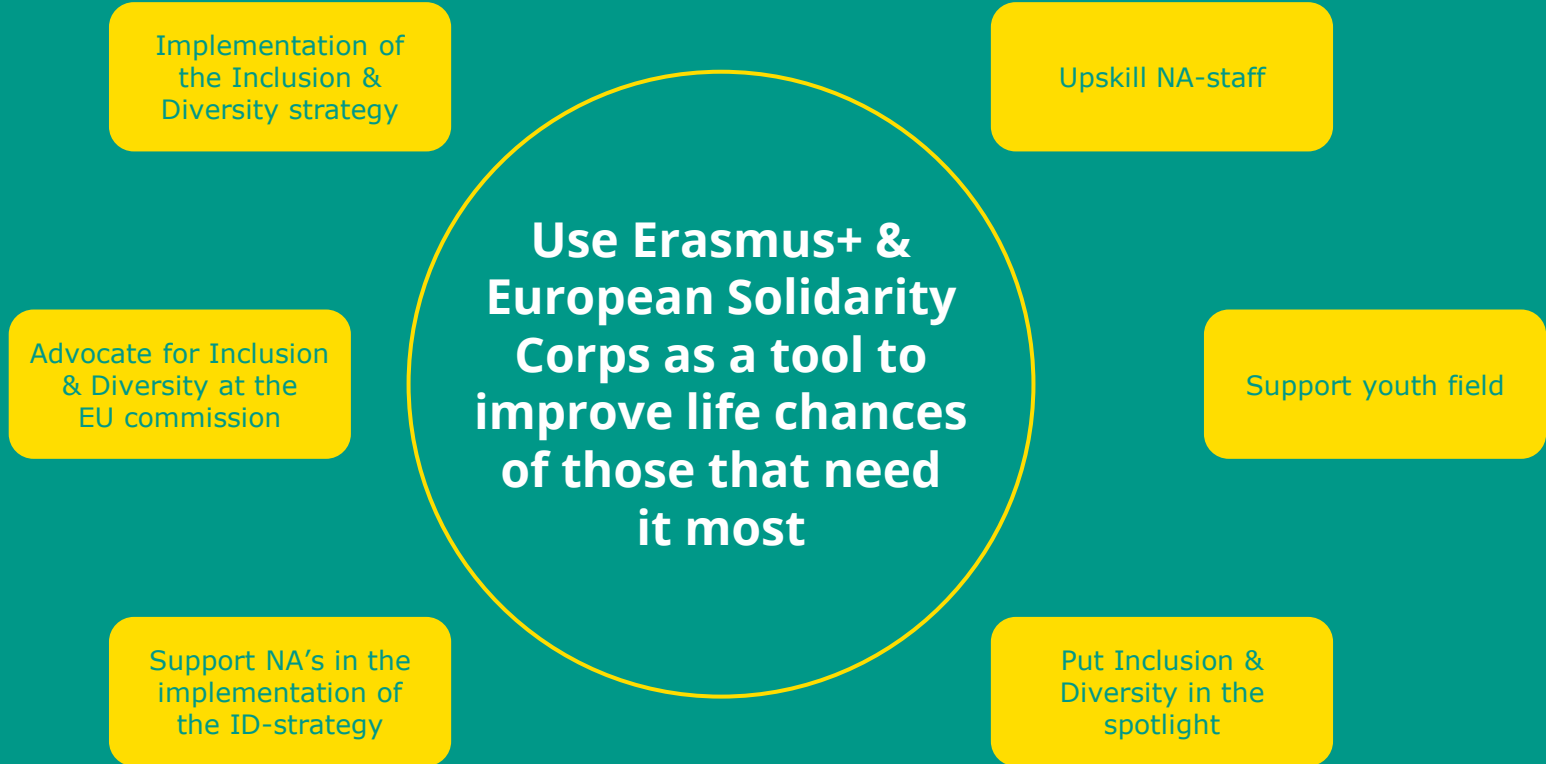 Implementation of
the Inclusion &
Diversity strategy
Upskill NA-staff
Use Erasmus+ &
European Solidarity
Corps as a tool to
improve life chances
of those that need
it most
Advocate for Inclusion
& Diversity at the
EU commission
Support youth field
Support NA’s in the
implementation of
the ID-strategy
Put Inclusion &
Diversity in the
spotlight